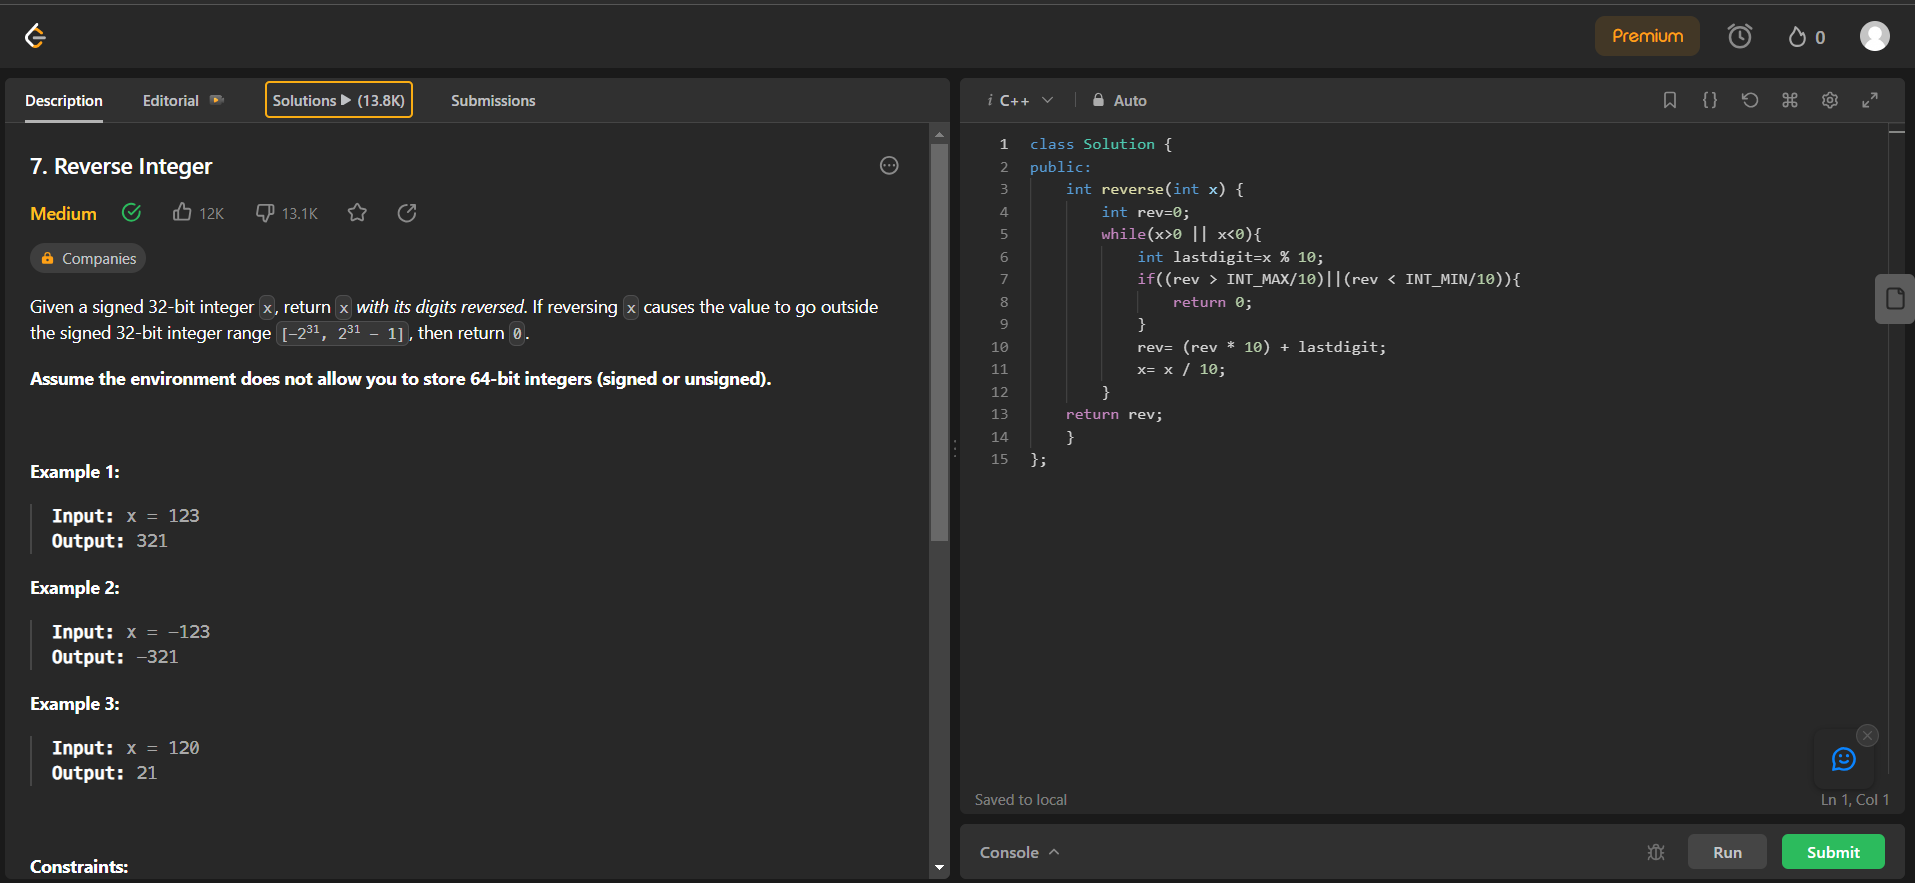 Premium
0
Description
Editorial
Solutions (13.8K)
Submissions
7. Reverse Integer
Medium
12K
13.1K
Companies
Given a signed 32-bit integer x, return x with its digits reversed. If reversing x causes the value to go outside
the signed 32-bit integer range [-2³¹, 2³¹ - 1], then return 0.
Assume the environment does not allow you to store 64-bit integers (signed or unsigned).
Example 1:
Input: x = 123
Output: 321
Example 2:
Input: x = -123
Output: -321
Example 3:
Input: x = 120
Output: 21
Constraints:
i C++
Auto
1 class Solution {
2 public:
3     int reverse(int x) {
4         int rev=0;
5         while(x>0 || x<0){
6             int lastdigit=x % 10;
7             if((rev > INT_MAX/10)||(rev < INT_MIN/10)){
8                 return 0;
9             }
10             rev= (rev * 10) + lastdigit;
11             x= x / 10;
12         }
13     return rev;
14     }
15 };
Saved to local
Ln 1, Col 1
Console
Run
Submit